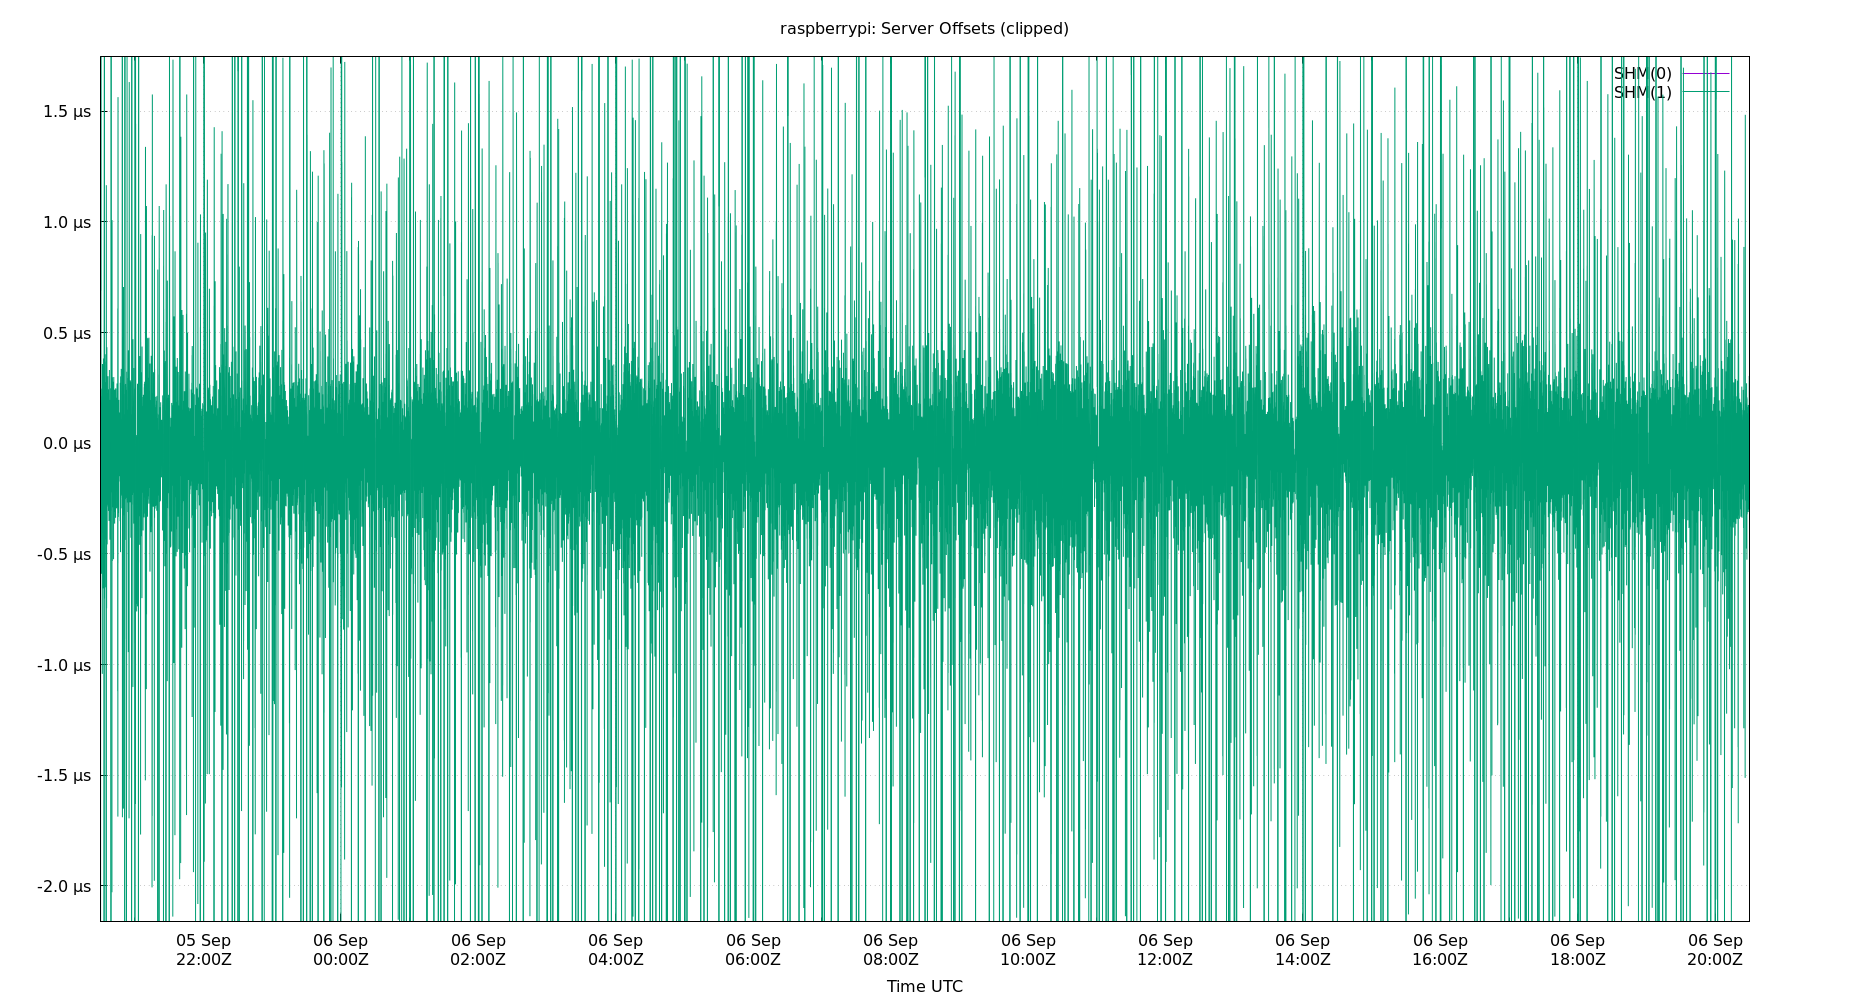 raspberrypi: Server Offsets (clipped)
SHM(0)
SHM(1)
1.5 µs
1.0 µs
0.5 µs
0.0 µs
-0.5 µs
-1.0 µs
-1.5 µs
-2.0 µs
05 Sep 06 Sep 06 Sep 06 Sep 06 Sep 06 Sep 06 Sep 06 Sep 06 Sep 06 Sep 06 Sep 06 Sep
22:00Z 00:00Z 02:00Z 04:00Z 06:00Z 08:00Z 10:00Z 12:00Z 14:00Z 16:00Z 18:00Z 20:00Z
Time UTC